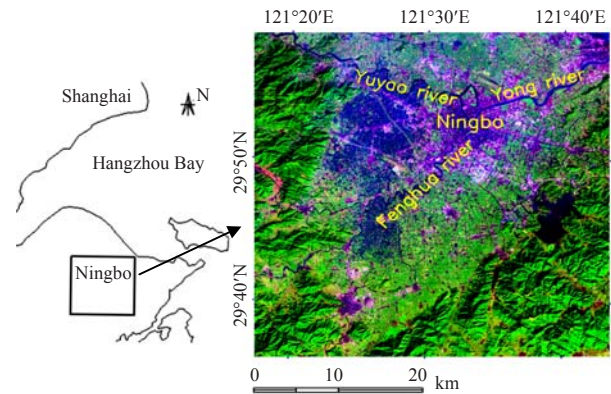 121°20′E 121°30′E 121°40′E
Shanghai
N
Hangzhou Bay
Ningbo
29°50′N
29°40′N
Yuyao river
Yong river
Ningbo
Fenghua river
0 10 20
km